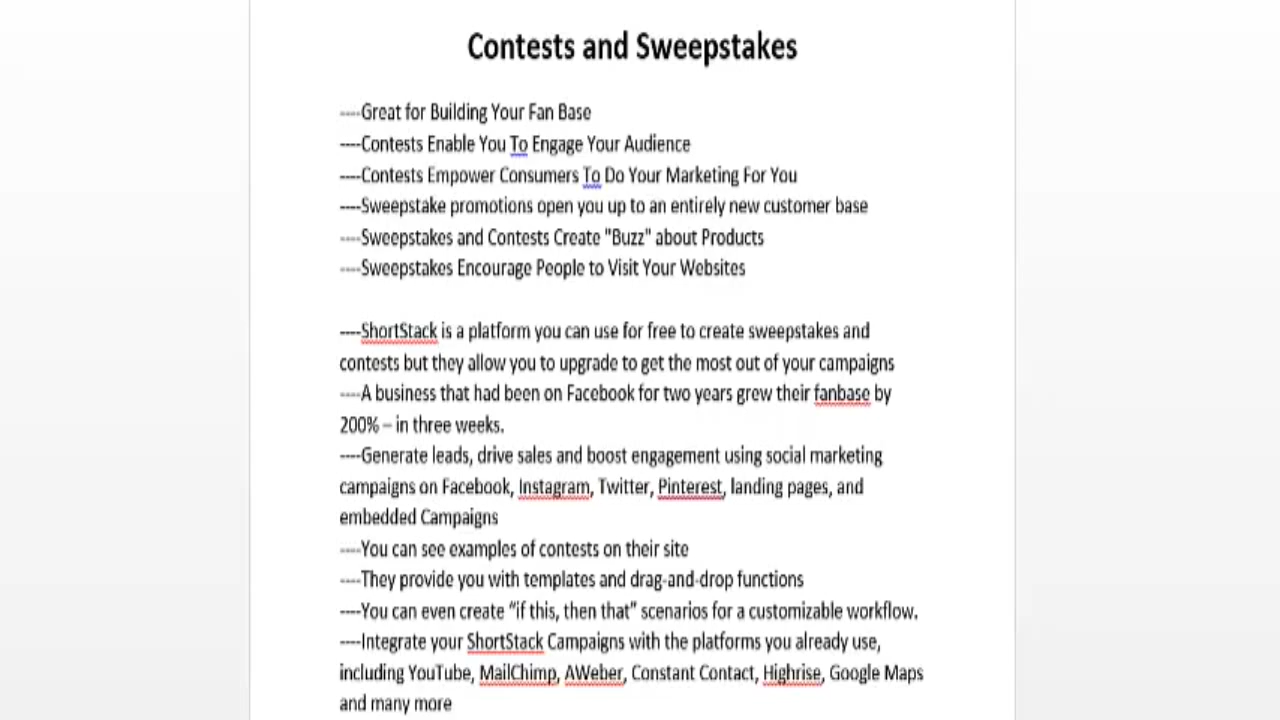 Contests and Sweepstakes
----Great for Building Your Fan Base
----Contests Enable You To Engage Your Audience
----Contests Empower Consumers To Do Your Marketing For You
----Sweepstake promotions open you up to an entirely new customer base
----Sweepstakes and Contests Create "Buzz" about Products
----Sweepstakes Encourage People to Visit Your Websites
----ShortStack is a platform you can use for free to create sweepstakes and
contests but they allow you to upgrade to get the most out of your campaigns
----A business that had been on Facebook for two years grew their fanbase by
200% – in three weeks.
----Generate leads, drive sales and boost engagement using social marketing
campaigns on Facebook, Instagram, Twitter, Pinterest, landing pages, and
embedded Campaigns
----You can see examples of contests on their site
----They provide you with templates and drag-and-drop functions
----You can even create “if this, then that” scenarios for a customizable workflow.
----Integrate your ShortStack Campaigns with the platforms you already use,
including YouTube, MailChimp, AWeber, Constant Contact, Highrise, Google Maps
and many more